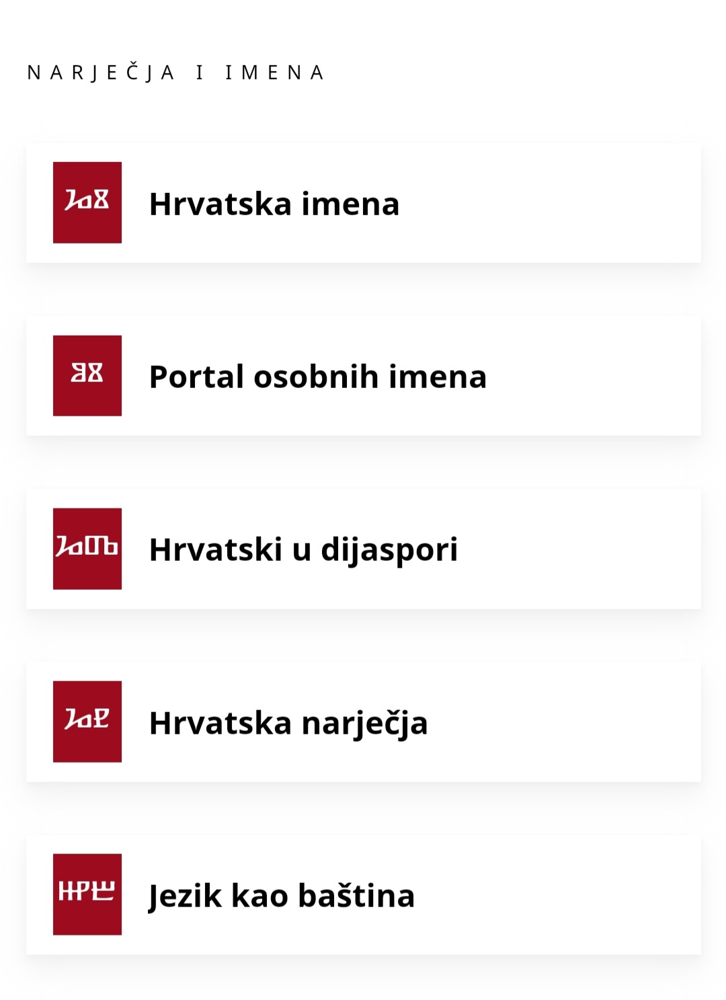 NARJEČJA I IMENA
Hrvatska imena
Portal osobnih imena
Hrvatski u dijaspori
Hrvatska narječja
Jezik kao baština